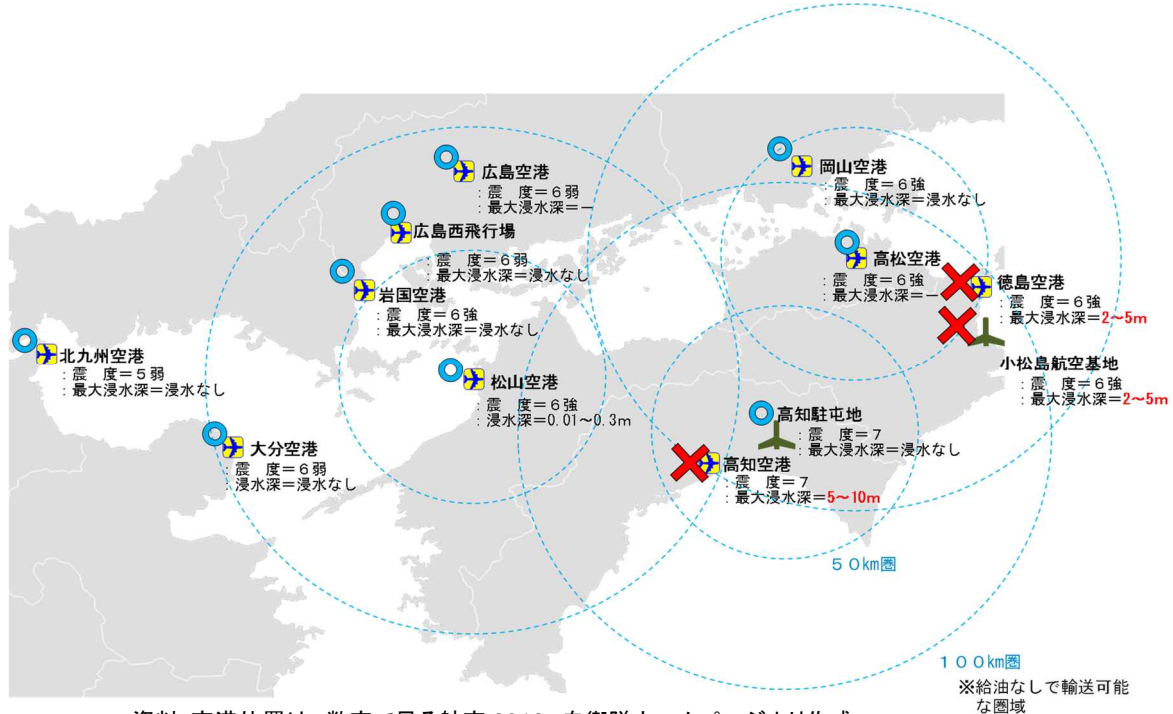 広島空港
：震　度＝６弱
：最大浸水深＝－
広島西飛行場
：震　度＝６弱
：最大浸水深＝浸水なし
岩国空港
：震　度＝６強
：最大浸水深＝浸水なし
北九州空港
：震　度＝５弱
：最大浸水深＝浸水なし
松山空港
：震　度＝６強
：浸水深＝0.01～0.3m
大分空港
：震　度＝６弱
：浸水深＝浸水なし
岡山空港
：震　度＝６強
：最大浸水深＝浸水なし
高松空港
：震　度＝６強
：最大浸水深＝－
徳島空港
：震　度＝６強
：最大浸水深＝2～5m
小松島航空基地
：震　度＝６強
：最大浸水深＝2～5m
高知駐屯地
：震　度＝７
：最大浸水深＝浸水なし
高知空港
：震　度＝７
：最大浸水深＝5～10m
５０km圏
１００km圏
※給油なしで輸送可能
な圏域